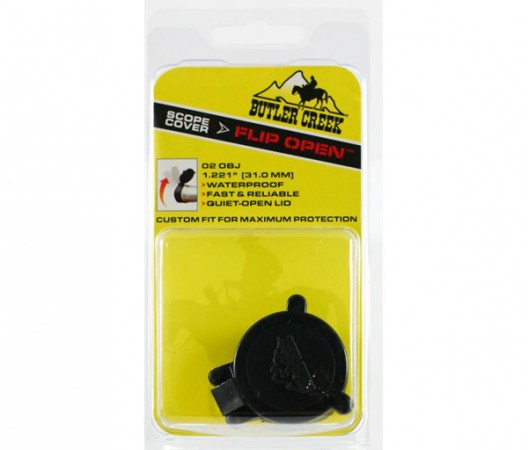 BUTLER CREEK
SCOPE
COVER
FLIP OPEN™
02 OBJ
1.221" (31.0 MM)
WATERPROOF
FAST & RELIABLE
QUIET-OPEN LID
CUSTOM FIT FOR MAXIMUM PROTECTION